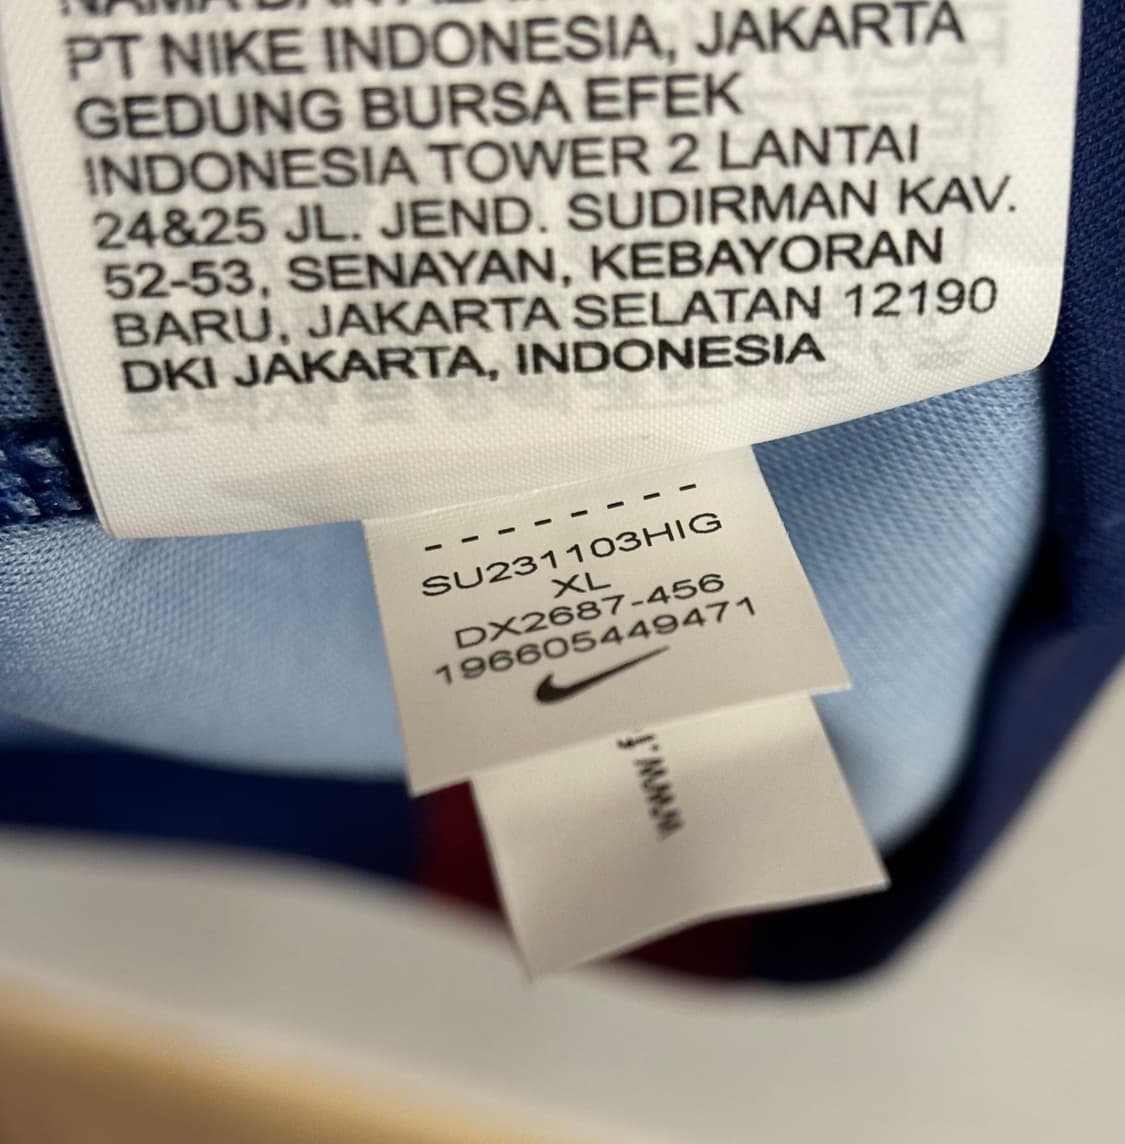 PT NIKE INDONESIA, JAKARTA
GEDUNG BURSA EFEK
INDONESIA TOWER 2 LANTAI
24&25 JL. JEND. SUDIRMAN KAV.
52-53, SENAYAN, KEBAYORAN
BARU, JAKARTA SELATAN 12190
DKI JAKARTA, INDONESIA
SU231103HIG
XL
DX2687-456
196605449471